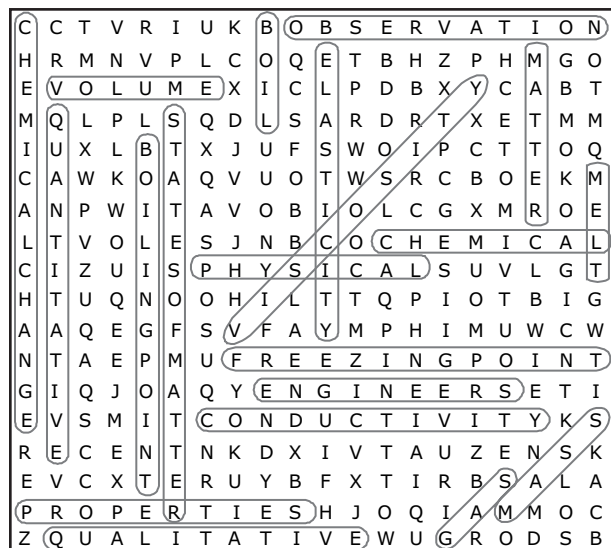 C C T V R I U K B O B S E R V A T I O N
H R M N V P L C O Q E T B H Z P H M G O
E V O L U M E X I C L P D B X Y C A B T
M Q L P L S Q D L S A R D R T X E T M M
I U X L B T X J U F S W O I P C T T O Q
C A W K O A Q V U O T W S R C B O E K M
A N P W I T A V O B I O L C G X M R O E
L T V O L E S J N B C O C H E M I C A L
C I Z U I S P H Y S I C A L S U V L G T
H T U Q N O O H I L T T Q P I O T B I G
A A Q E G F S V F A Y M P H I M U W C W
N T A E P M U F R E E Z I N G P O I N T
G I Q J O A Q Y E N G I N E E R S E T I
E V S M I T C O N D U C T I V I T Y K S
R E C E N T N K D X I V T A U Z E N S K
E V C X T E R U Y B F X T I R B S A L A
P R O P E R T I E S H J O Q I A M M O C
Z Q U A L I T A T I V E W U G R O D S B